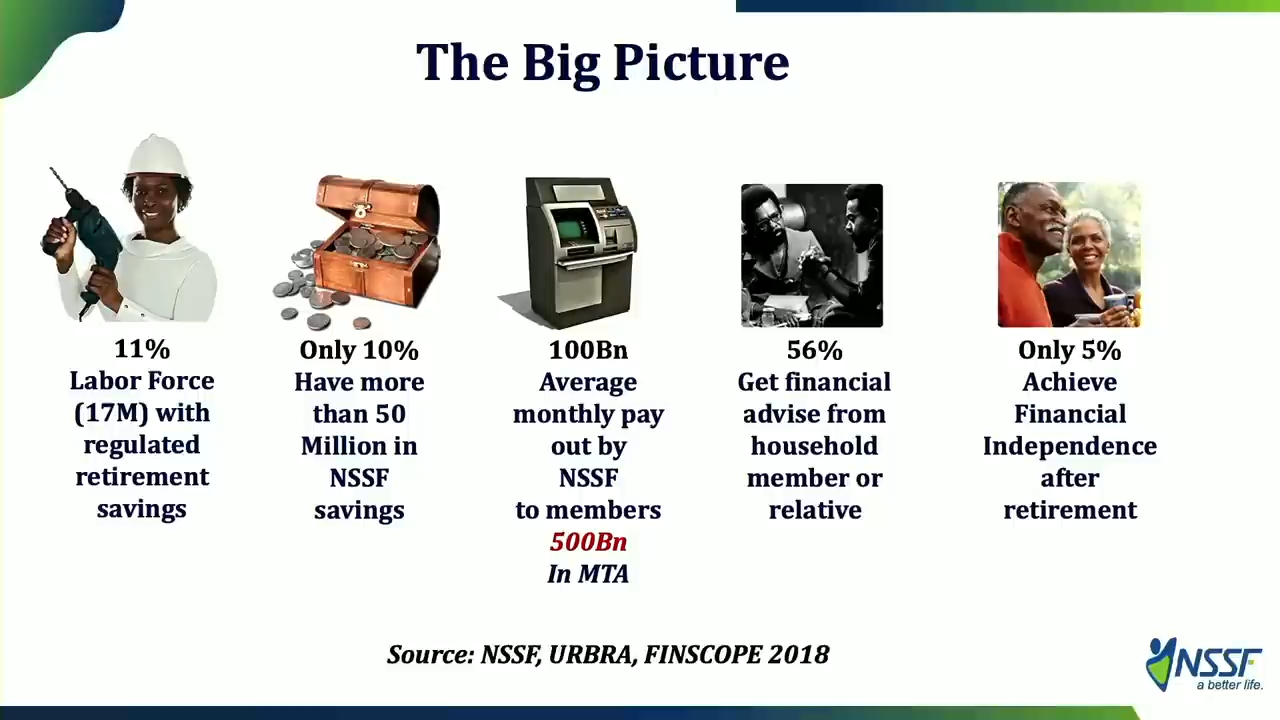 The Big Picture
11%
Labor Force
(17M) with
regulated
retirement
savings
Only 10%
Have more
than 50
Million in
NSSF
savings
100Bn
Average
monthly pay
out by
NSSF
to members
500Bn
In MTA
56%
Get financial
advise from
household
member or
relative
Only 5%
Achieve
Financial
Independence
after
retirement
Source: NSSF, URBRA, FINSCOPE 2018
NSSF
a better life.